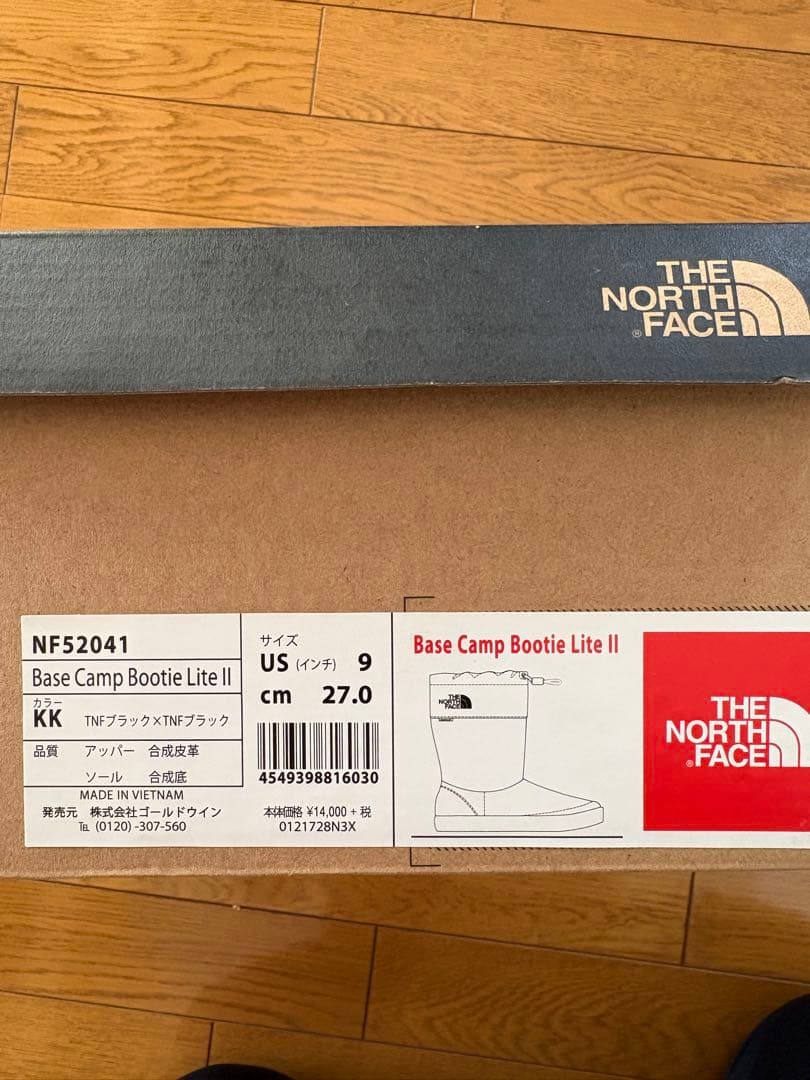 THE
NORTH
FACE
®
NF52041
Base Camp Bootie Lite II
カラー
KK TNFブラック×TNFブラック
品質 アッパー 合成皮革
ソール 合成底
MADE IN VIETNAM
発売元 株式会社ゴールドウイン
TEL (0120) -307-560
サイズ
US (インチ) 9
cm 27.0
4549398816030
本体価格 ¥14,000 + 税
0121728N3X
Base Camp Bootie Lite II
THE
NORTH
FACE
THE
NORTH
FACE
®